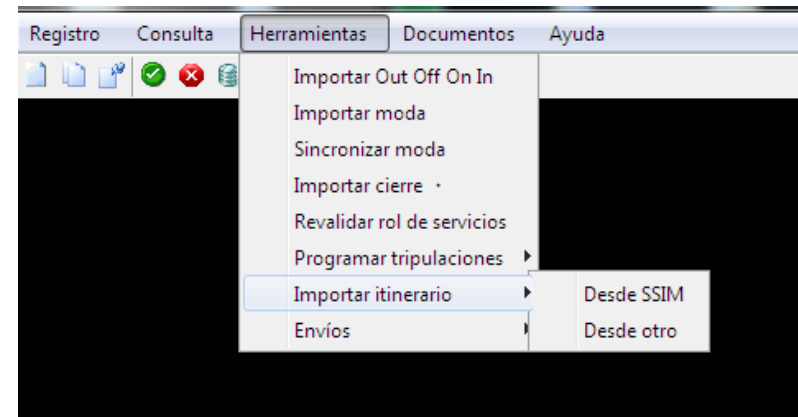 Registro Consulta Herramientas Documentos Ayuda
Importar Out Off On In
Importar moda
Sincronizar moda
Importar cierre
Revalidar rol de servicios
Programar tripulaciones
Importar itinerario Desde SSIM
Envíos Desde otro